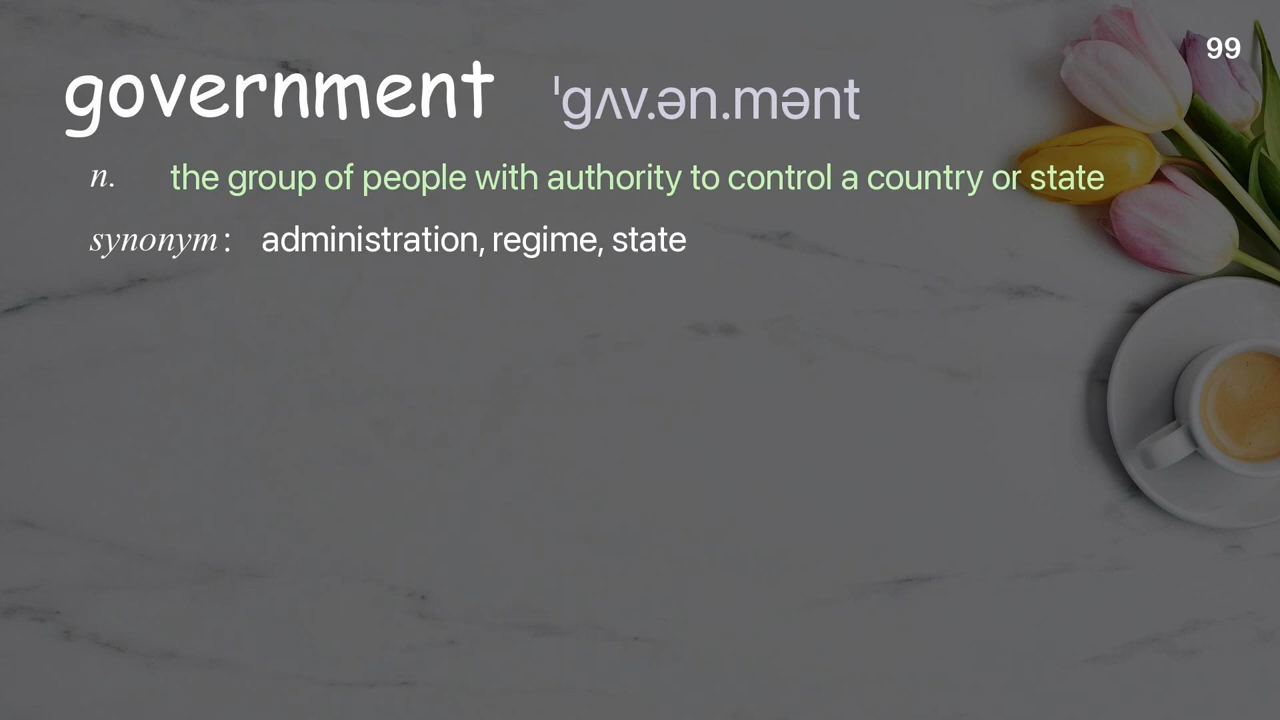 99
government ˈɡʌv.ən.mənt
n. the group of people with authority to control a country or state
synonym : administration, regime, state